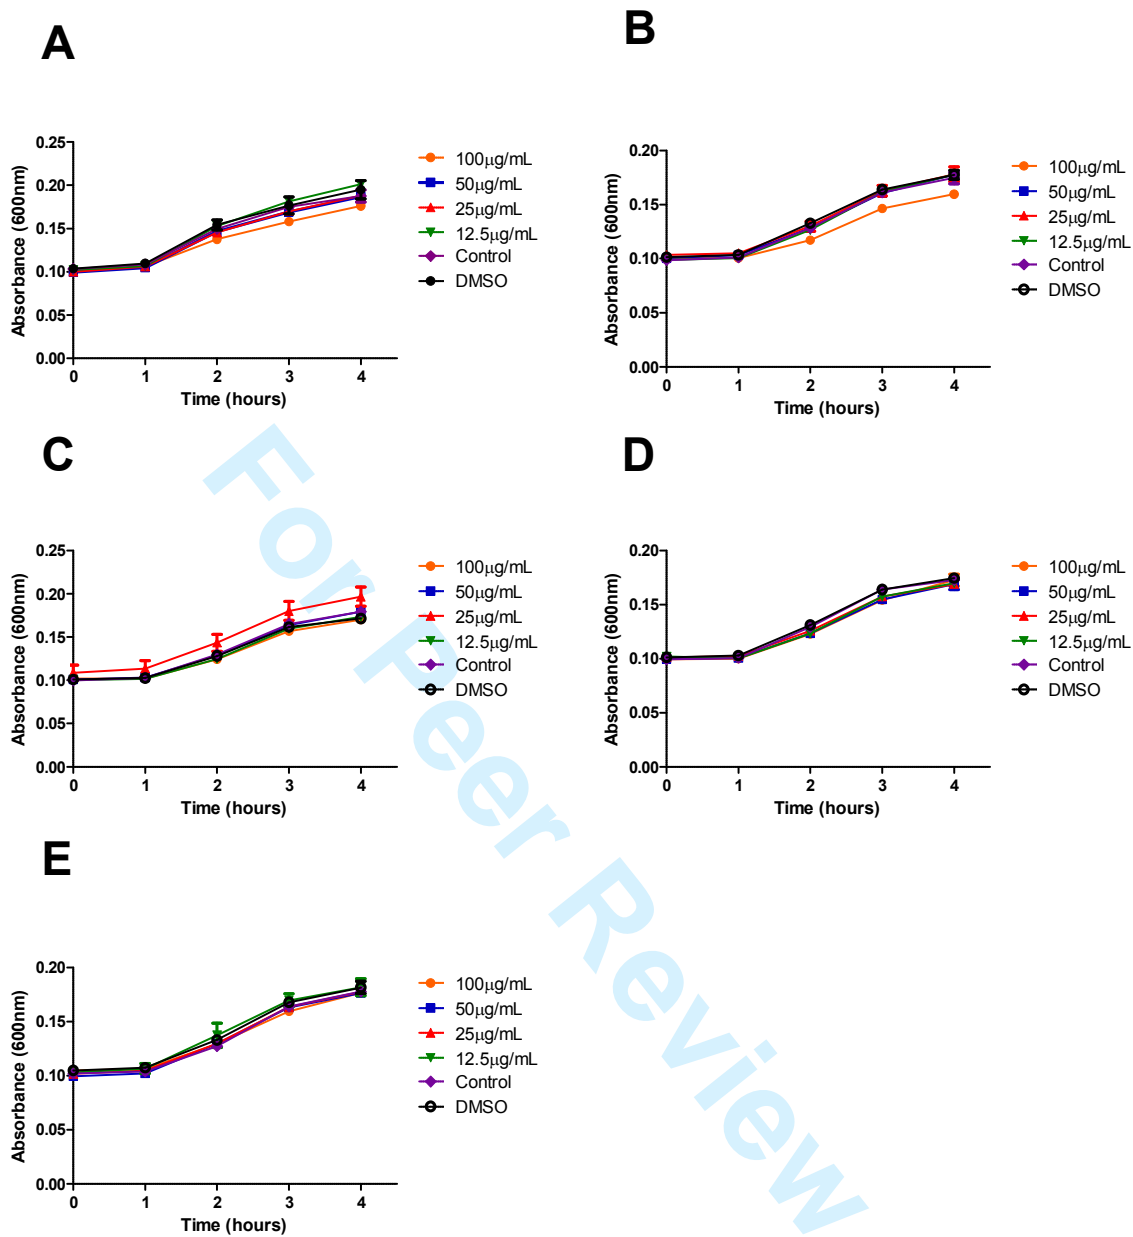 A
Absorbance (600nm)
0.25
0.20
0.15
0.10
0.05
0.00
0 1 2 3 4
Time (hours)
100µg/mL
50µg/mL
25µg/mL
12.5µg/mL
Control
DMSO
B
Absorbance (600nm)
0.20
0.15
0.10
0.05
0.00
0 1 2 3 4
Time (hours)
100µg/mL
50µg/mL
25µg/mL
12.5µg/mL
Control
DMSO
C
Absorbance (600nm)
0.25
0.20
0.15
0.10
0.05
0.00
0 1 2 3 4
Time (hours)
100µg/mL
50µg/mL
25µg/mL
12.5µg/mL
Control
DMSO
D
Absorbance (600nm)
0.20
0.15
0.10
0.05
0.00
0 1 2 3 4
Time (hours)
100µg/mL
50µg/mL
25µg/mL
12.5µg/mL
Control
DMSO
E
Absorbance (600nm)
0.20
0.15
0.10
0.05
0.00
0 1 2 3 4
Time (hours)
100µg/mL
50µg/mL
25µg/mL
12.5µg/mL
Control
DMSO
For Peer Review